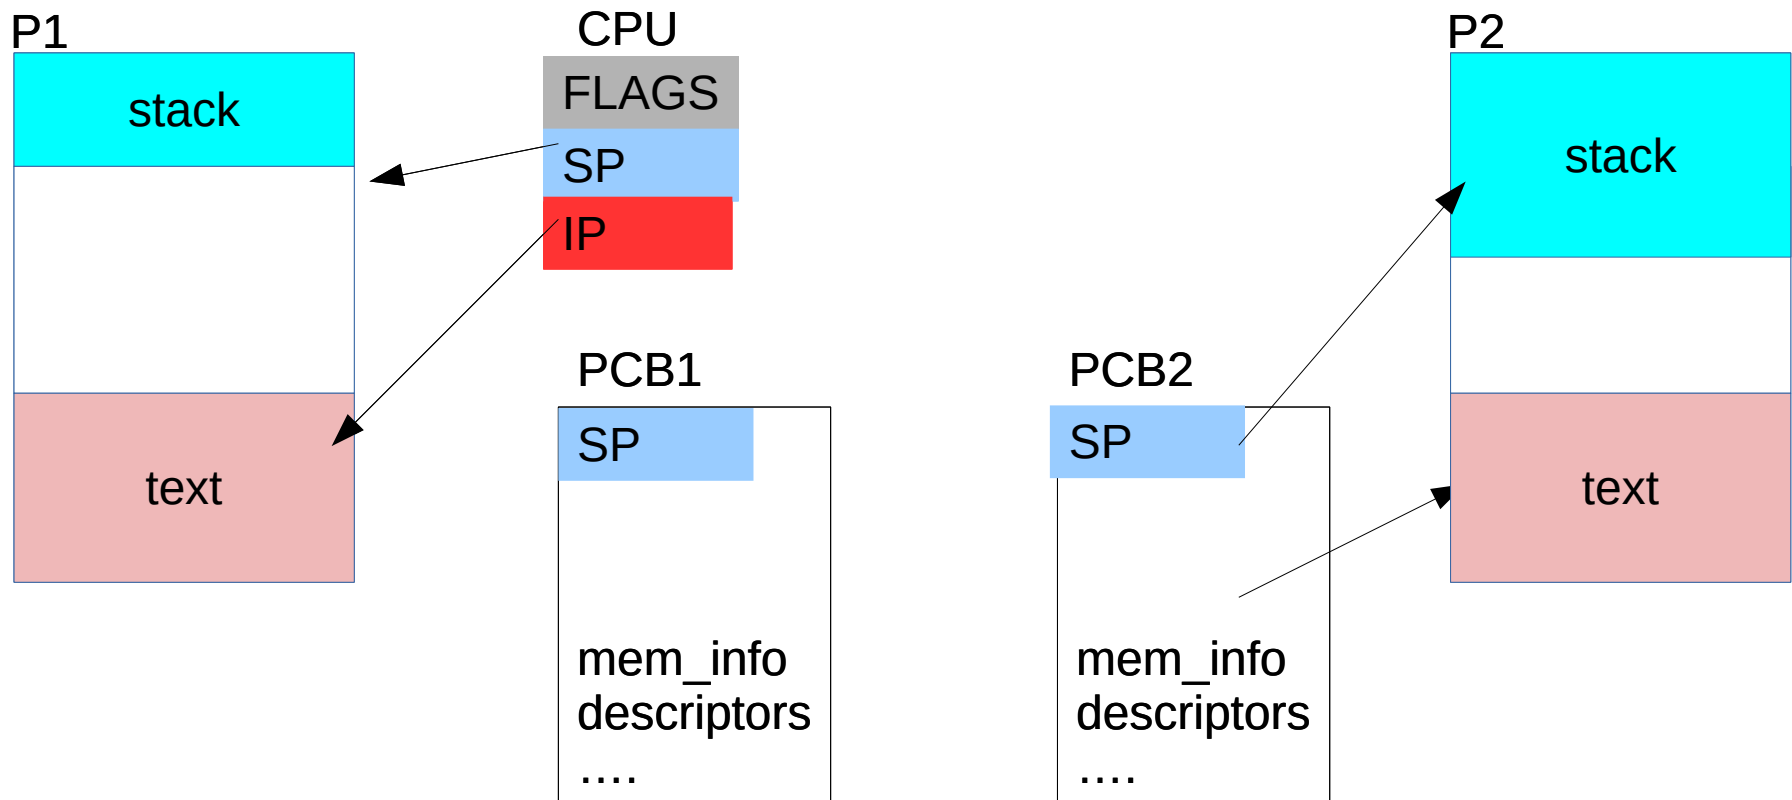 P1
stack
text
CPU
FLAGS
SP
IP
PCB1
SP
mem_info
descriptors
....
PCB2
SP
mem_info
descriptors
....
P2
stack
text